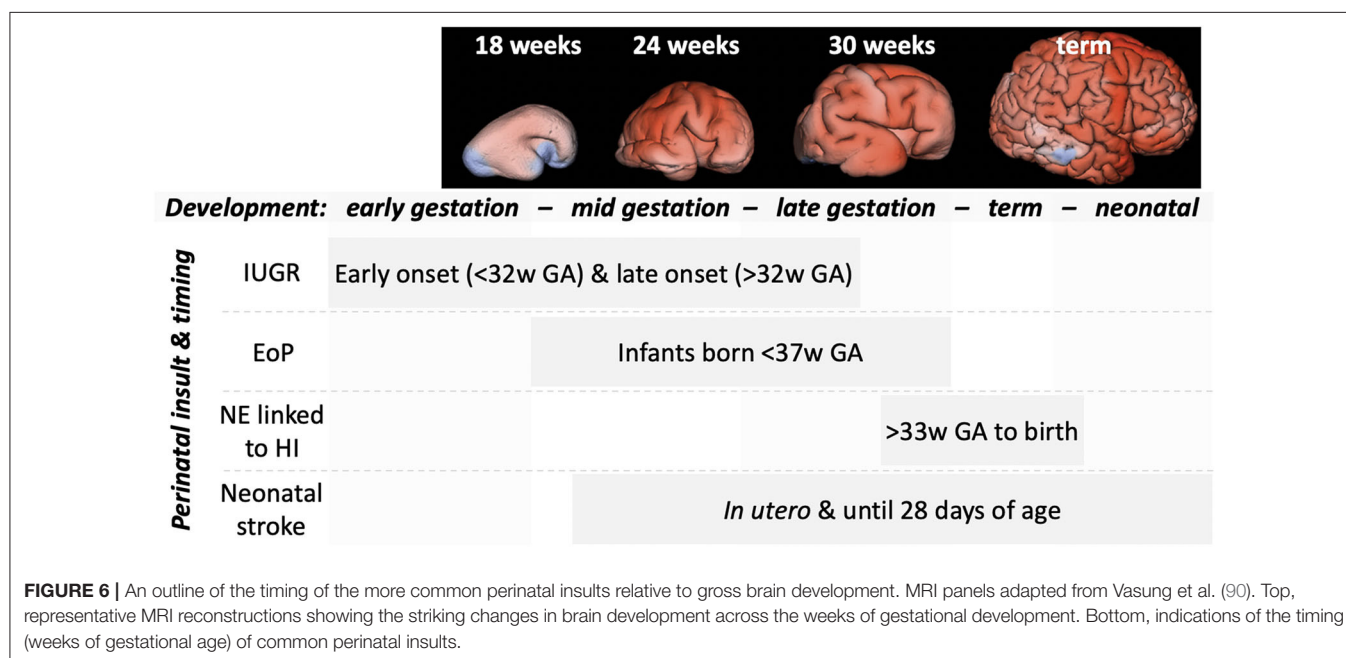 18 weeks 24 weeks 30 weeks term
Development: early gestation – mid gestation – late gestation – term – neonatal
Perinatal insult & timing
IUGR Early onset (<32w GA) & late onset (>32w GA)
EoP Infants born <37w GA
NE linked
to HI
>33w GA to birth
Neonatal
stroke
In utero & until 28 days of age
FIGURE 6 | An outline of the timing of the more common perinatal insults relative to gross brain development. MRI panels adapted from Vasung et al. (90). Top,
representative MRI reconstructions showing the striking changes in brain development across the weeks of gestational development. Bottom, indications of the timing
(weeks of gestational age) of common perinatal insults.